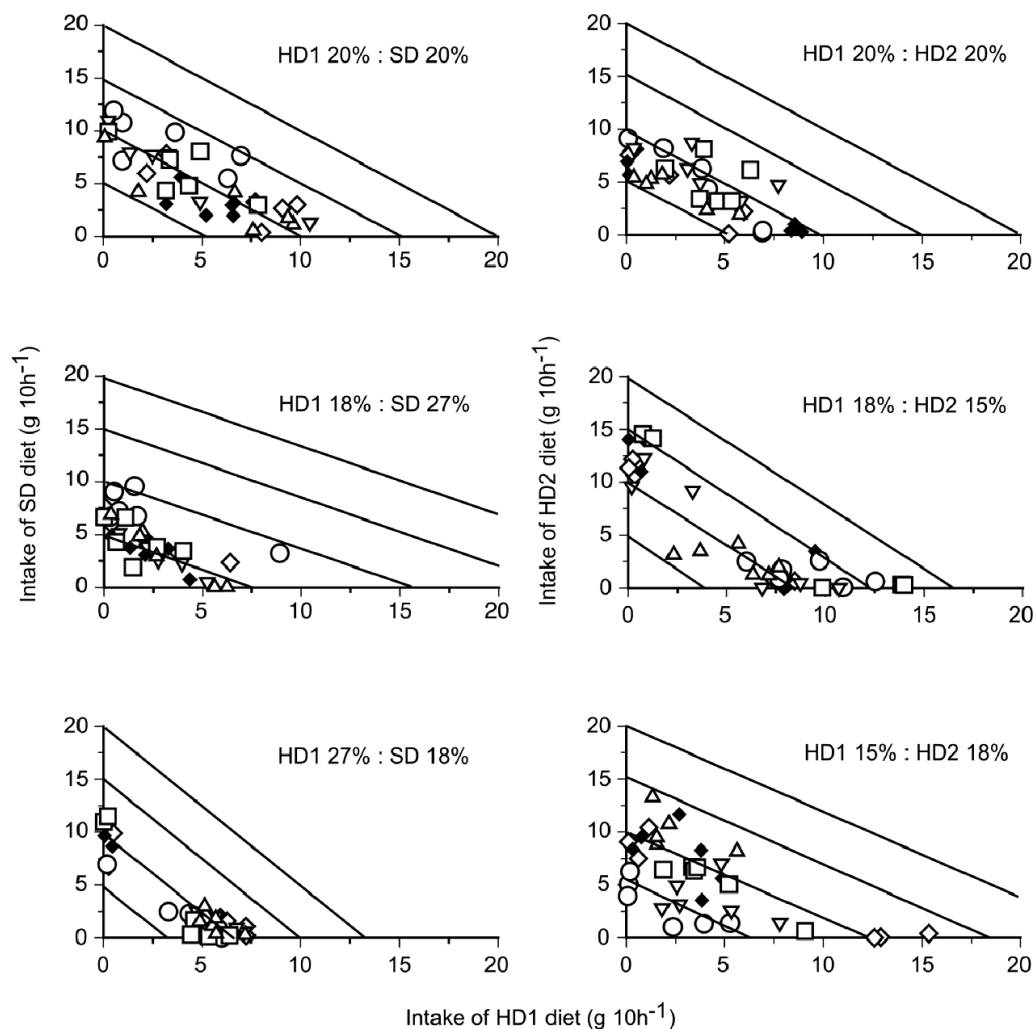 HD1 20% : SD 20%
20
15
10
5
0
0 5 10 15 20
HD1 20% : HD2 20%
20
15
10
5
0
0 5 10 15 20
Intake of SD diet (g 10h⁻¹)
HD1 18% : SD 27%
20
15
10
5
0
0 5 10 15 20
Intake of HD2 diet (g 10h⁻¹)
HD1 18% : HD2 15%
20
15
10
5
0
0 5 10 15 20
HD1 27% : SD 18%
20
15
10
5
0
0 5 10 15 20
HD1 15% : HD2 18%
20
15
10
5
0
0 5 10 15 20
Intake of HD1 diet (g 10h⁻¹)